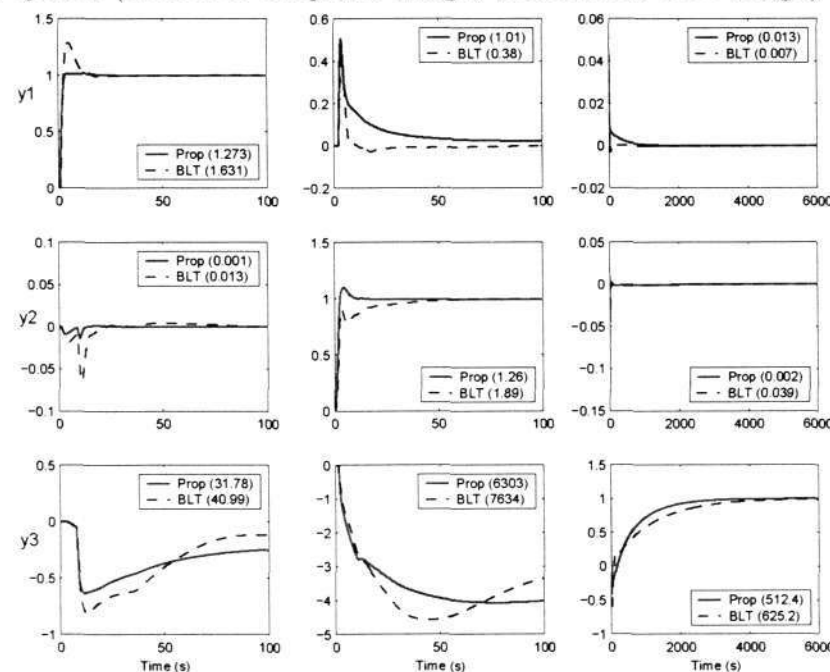 1.5
1
0.5
0
y1
Prop (1.273)
BLT (1.631)
0 50 100
0.6
0.4
0.2
0
−0.2
Prop (1.01)
BLT (0.38)
0 50 100
0.06
0.04
0.02
0
−0.02
Prop (0.013)
BLT (0.007)
0 2000 4000 6000
0.1
0.05
0
−0.05
−0.1
y2
Prop (0.001)
BLT (0.013)
0 50 100
1.5
1
0.5
0
Prop (1.26)
BLT (1.89)
0 50 100
0.05
0
−0.05
−0.1
−0.15
Prop (0.002)
BLT (0.039)
0 2000 4000 6000
0.5
0
−0.5
−1
y3
Prop (31.78)
BLT (40.99)
0 50 100
Time (s)
0
−1
−2
−3
−4
−5
Prop (6303)
BLT (7634)
0 50 100
Time (s)
1.5
1
0.5
0
−0.5
−1
Prop (512.4)
BLT (625.2)
0 2000 4000 6000
Time (s)